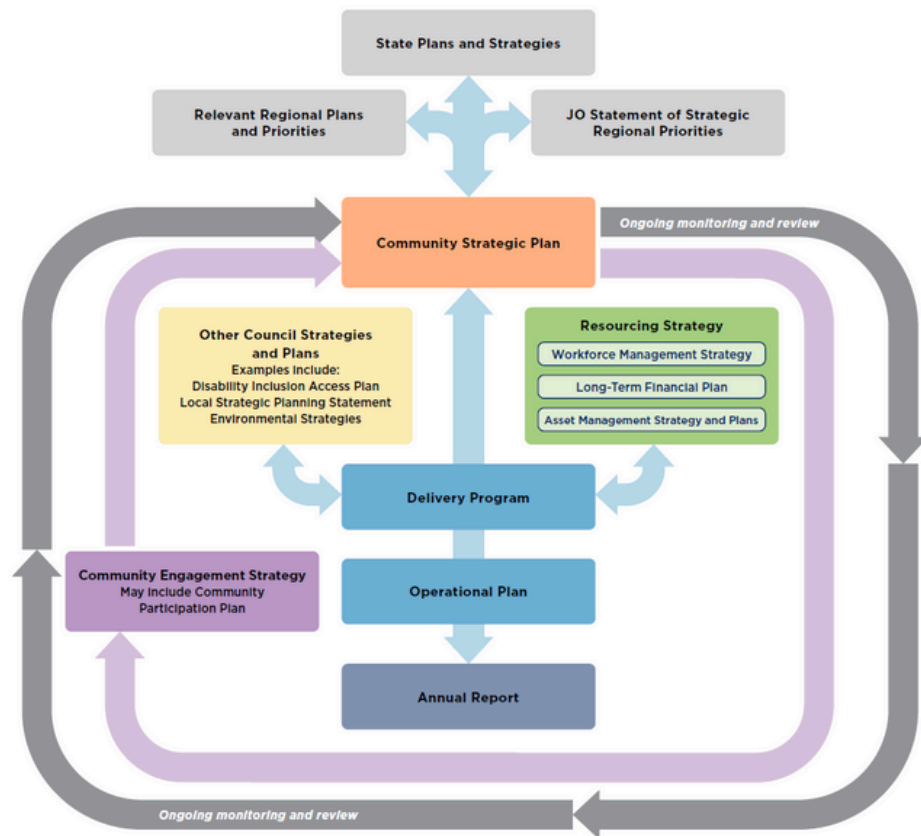 State Plans and Strategies
Relevant Regional Plans
and Priorities
JO Statement of Strategic
Regional Priorities
Community Strategic Plan
Ongoing monitoring and review
Other Council Strategies
and Plans
Examples include:
Disability Inclusion Access Plan
Local Strategic Planning Statement
Environmental Strategies
Resourcing Strategy
Workforce Management Strategy
Long-Term Financial Plan
Asset Management Strategy and Plans
Delivery Program
Community Engagement Strategy
May include Community
Participation Plan
Operational Plan
Annual Report
Ongoing monitoring and review